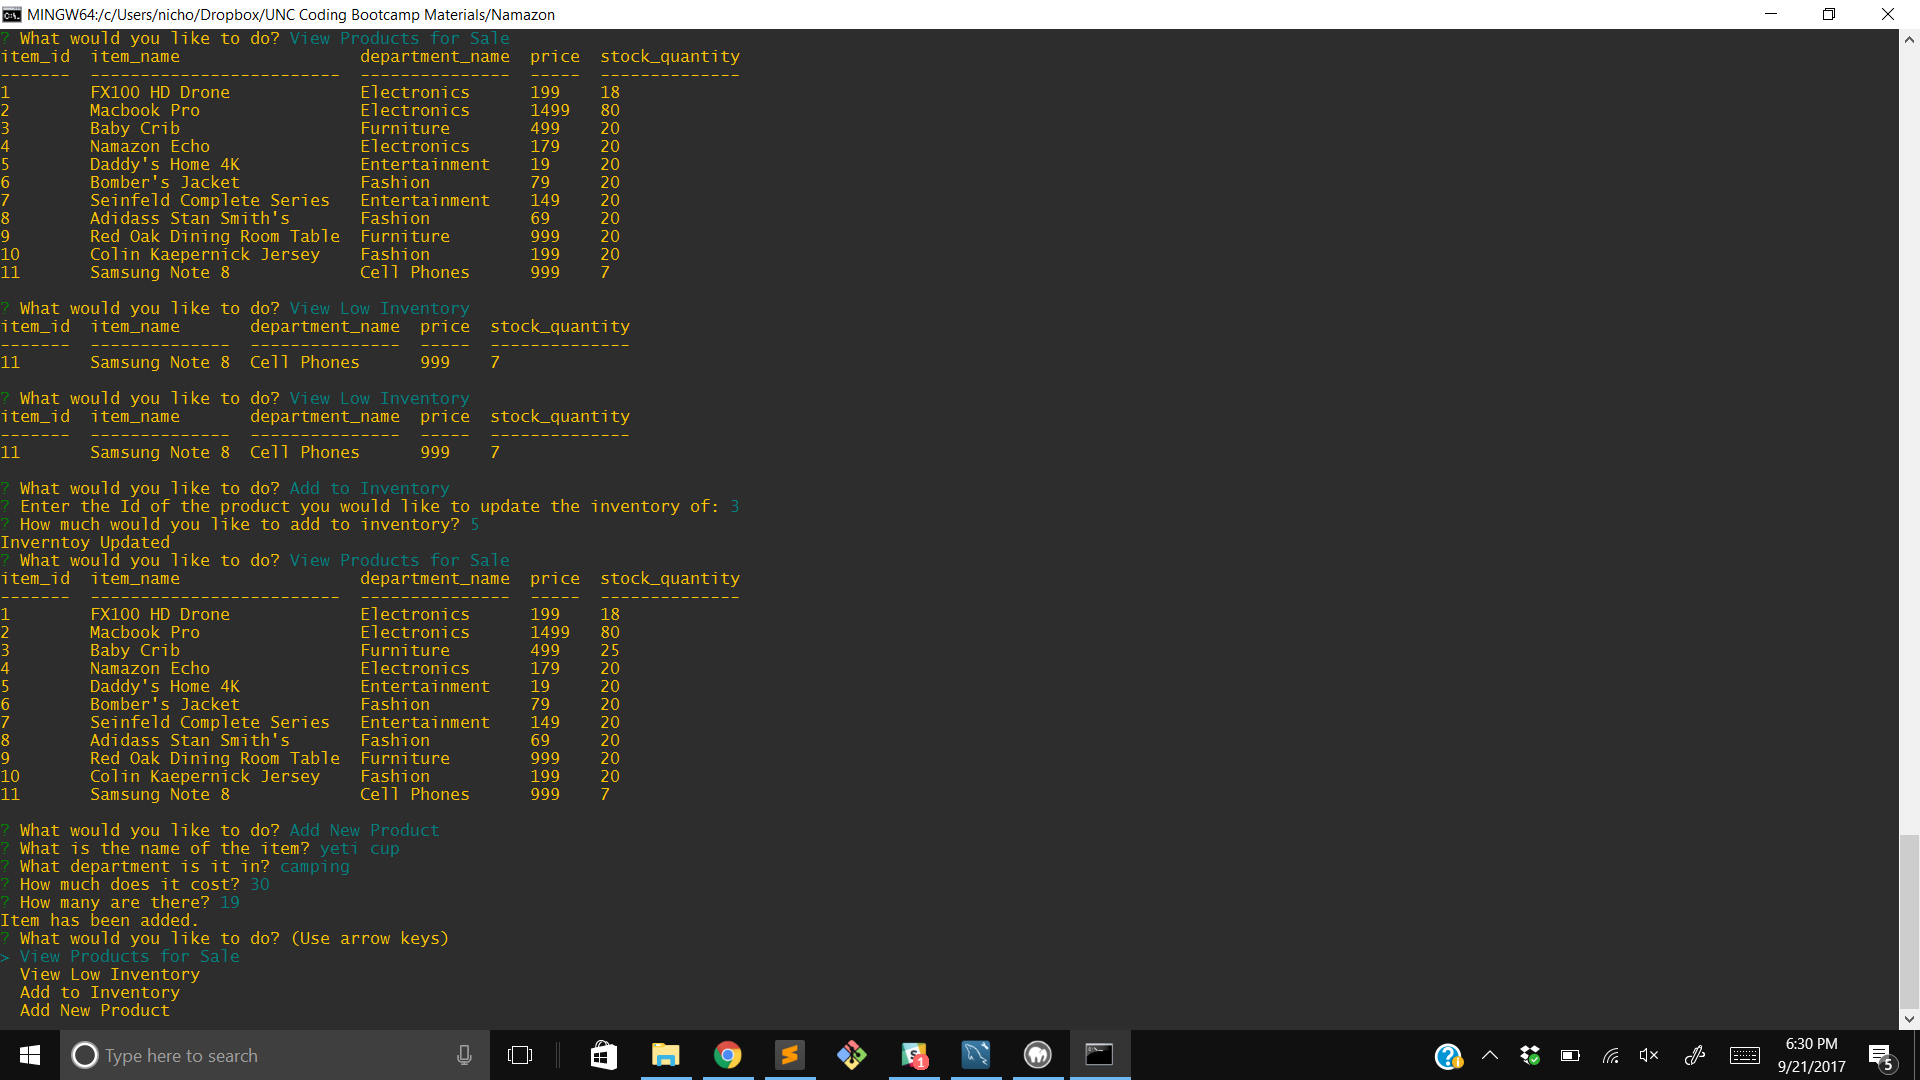 MINGW64:/c/Users/nicho/Dropbox/UNC Coding Bootcamp Materials/Namazon
? What would you like to do? View Products for Sale
item_id  item_name                  department_name  price  stock_quantity
-------  -------------------------  ---------------  -----  --------------
1        FX100 HD Drone             Electronics      199    18
2        Macbook Pro                Electronics      1499   80
3        Baby Crib                  Furniture        499    20
4        Namazon Echo               Electronics      179    20
5        Daddy's Home 4K            Entertainment    19     20
6        Bomber's Jacket            Fashion          79     20
7        Seinfeld Complete Series   Entertainment    149    20
8        Adidass Stan Smith's       Fashion          69     20
9        Red Oak Dining Room Table  Furniture        999    20
10       Colin Kaepernick Jersey    Fashion          199    20
11       Samsung Note 8             Cell Phones      999    7
? What would you like to do? View Low Inventory
item_id  item_name       department_name  price  stock_quantity
-------  --------------  ---------------  -----  --------------
11       Samsung Note 8  Cell Phones      999    7
? What would you like to do? View Low Inventory
item_id  item_name       department_name  price  stock_quantity
-------  --------------  ---------------  -----  --------------
11       Samsung Note 8  Cell Phones      999    7
? What would you like to do? Add to Inventory
? Enter the Id of the product you would like to update the inventory of: 3
? How much would you like to add to inventory? 5
Inverntoy Updated
? What would you like to do? View Products for Sale
item_id  item_name                  department_name  price  stock_quantity
-------  -------------------------  ---------------  -----  --------------
1        FX100 HD Drone             Electronics      199    18
2        Macbook Pro                Electronics      1499   80
3        Baby Crib                  Furniture        499    25
4        Namazon Echo               Electronics      179    20
5        Daddy's Home 4K            Entertainment    19     20
6        Bomber's Jacket            Fashion          79     20
7        Seinfeld Complete Series   Entertainment    149    20
8        Adidass Stan Smith's       Fashion          69     20
9        Red Oak Dining Room Table  Furniture        999    20
10       Colin Kaepernick Jersey    Fashion          199    20
11       Samsung Note 8             Cell Phones      999    7
? What would you like to do? Add New Product
? What is the name of the item? yeti cup
? What department is it in? camping
? How much does it cost? 30
? How many are there? 19
Item has been added.
? What would you like to do? (Use arrow keys)
> View Products for Sale
  View Low Inventory
  Add to Inventory
  Add New Product
Type here to search
1
6:30 PM
9/21/2017
5